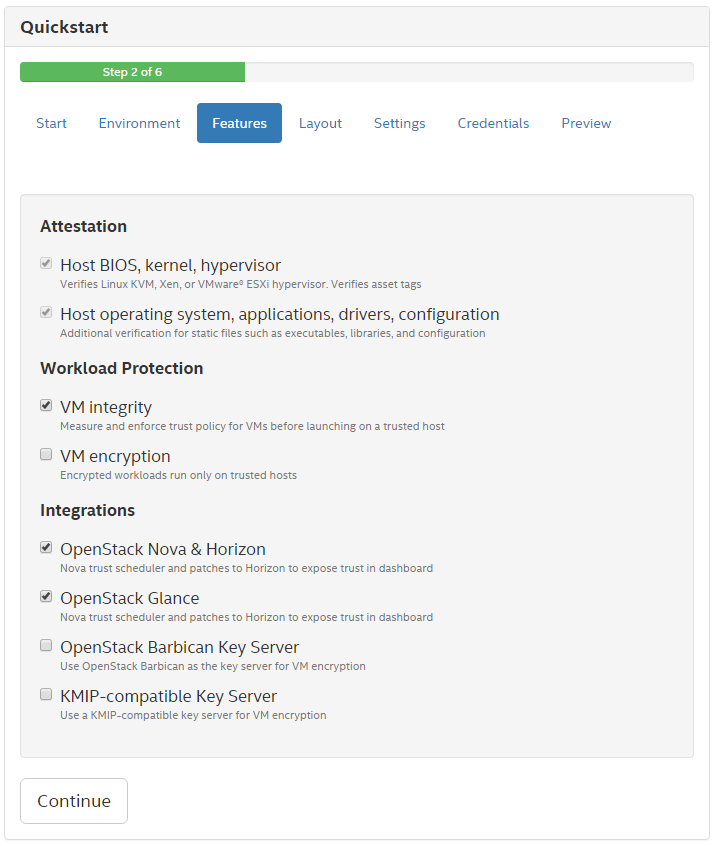 Quickstart
Step 2 of 6
Start Environment Features Layout Settings Credentials Preview
Attestation
Host BIOS, kernel, hypervisor
Verifies Linux KVM, Xen, or VMware® ESXi hypervisor. Verifies asset tags
Host operating system, applications, drivers, configuration
Additional verification for static files such as executables, libraries, and configuration
Workload Protection
VM integrity
Measure and enforce trust policy for VMs before launching on a trusted host
VM encryption
Encrypted workloads run only on trusted hosts
Integrations
OpenStack Nova & Horizon
Nova trust scheduler and patches to Horizon to expose trust in dashboard
OpenStack Glance
Nova trust scheduler and patches to Horizon to expose trust in dashboard
OpenStack Barbican Key Server
Use OpenStack Barbican as the key server for VM encryption
KMIP-compatible Key Server
Use a KMIP-compatible key server for VM encryption
Continue